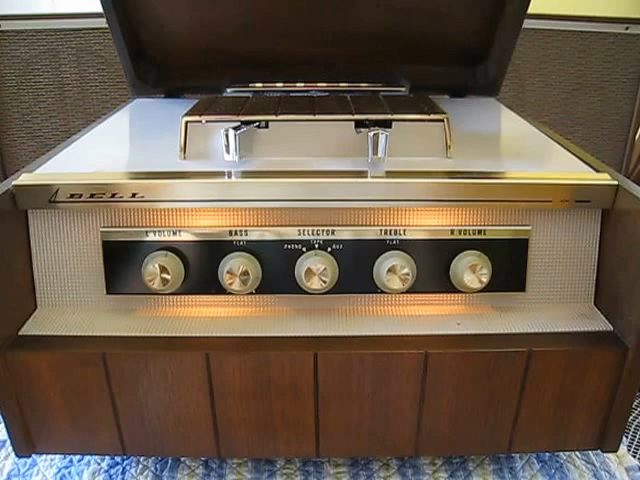 BELL
L VOLUME BASS SELECTOR TREBLE R VOLUME
FLAT TAPE FLAT
PHONO AUX